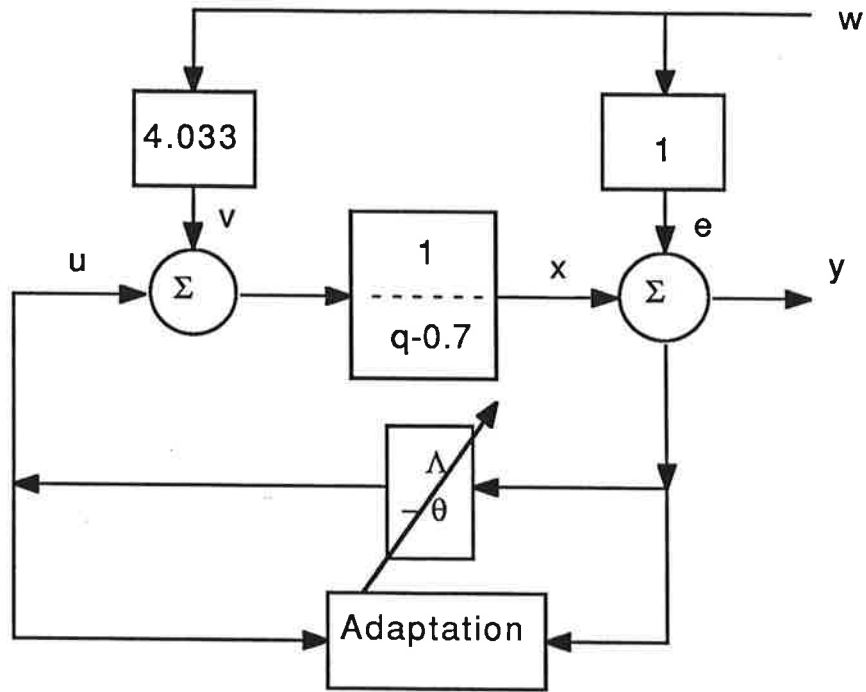 w
4.033
1
v
e
u
Σ
1
x
Σ
y
q-0.7
Λ
- θ
Adaptation